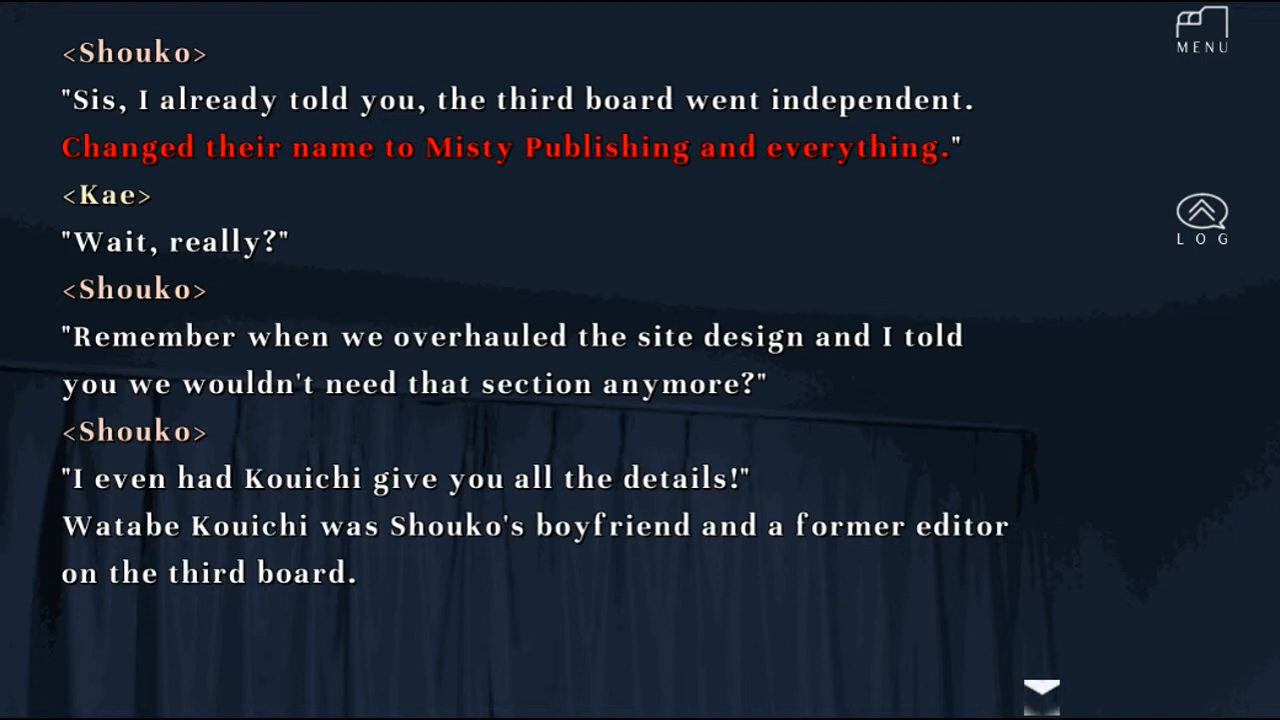 <Shouko>
"Sis, I already told you, the third board went independent.
Changed their name to Misty Publishing and everything."
<Kae>
"Wait, really?"
<Shouko>
"Remember when we overhauled the site design and I told
you we wouldn't need that section anymore?"
<Shouko>
"I even had Kouichi give you all the details!"
Watabe Kouichi was Shouko's boyfriend and a former editor
on the third board.
MENU
LOG